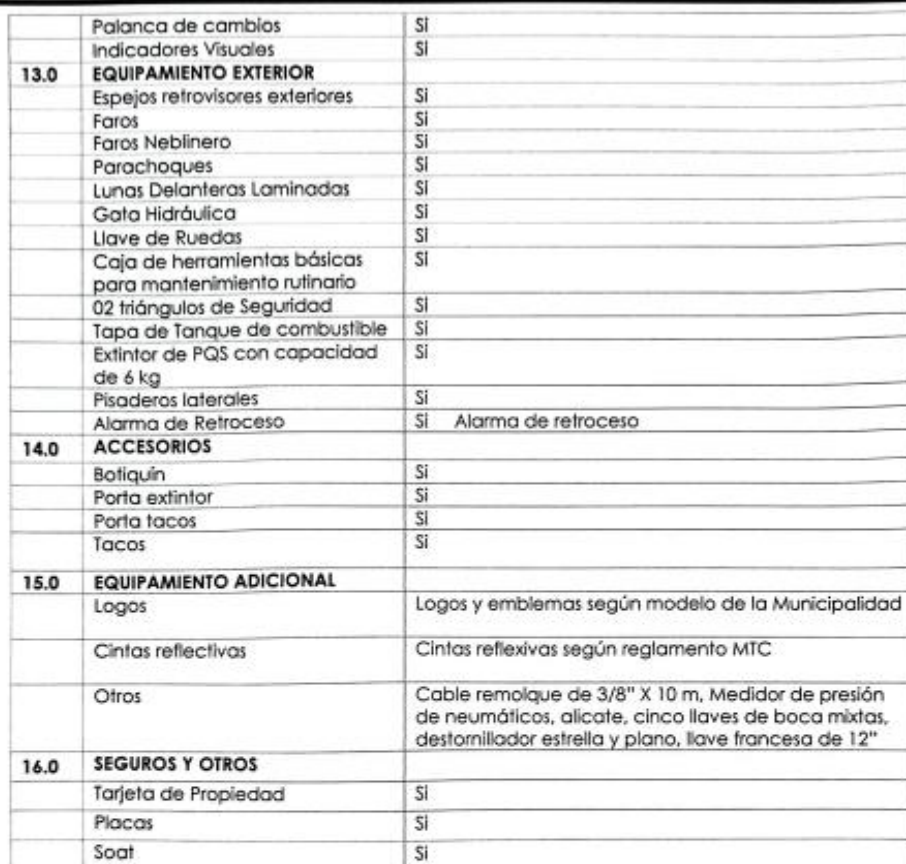 Palanca de cambios Si
Indicadores Visuales Si
13.0 EQUIPAMIENTO EXTERIOR
Espejos retrovisores exteriores Si
Faros Si
Faros Neblinero Si
Parachoques Si
Lunas Delanteras Laminadas Si
Gata Hidráulica Si
Llave de Ruedas Si
Caja de herramientas básicas Si
para mantenimiento rutinario
02 triángulos de Seguridad Si
Tapa de Tanque de combustible Si
Extintor de PQS con capacidad Si
de 6 kg
Pisaderos laterales Si
Alarma de Retroceso Si Alarma de retroceso
14.0 ACCESORIOS
Botiquín Si
Porta extintor Si
Porta tacos Si
Tacos Si
15.0 EQUIPAMIENTO ADICIONAL
Logos Logos y emblemas según modelo de la Municipalidad
Cintas reflectivas Cintas reflexivas según reglamento MTC
Otros Cable remolque de 3/8" X 10 m, Medidor de presión
de neumáticos, alicate, cinco llaves de boca mixtas,
destornillador estrella y plano, llave francesa de 12"
16.0 SEGUROS Y OTROS
Tarjeta de Propiedad Si
Placas Si
Soat Si